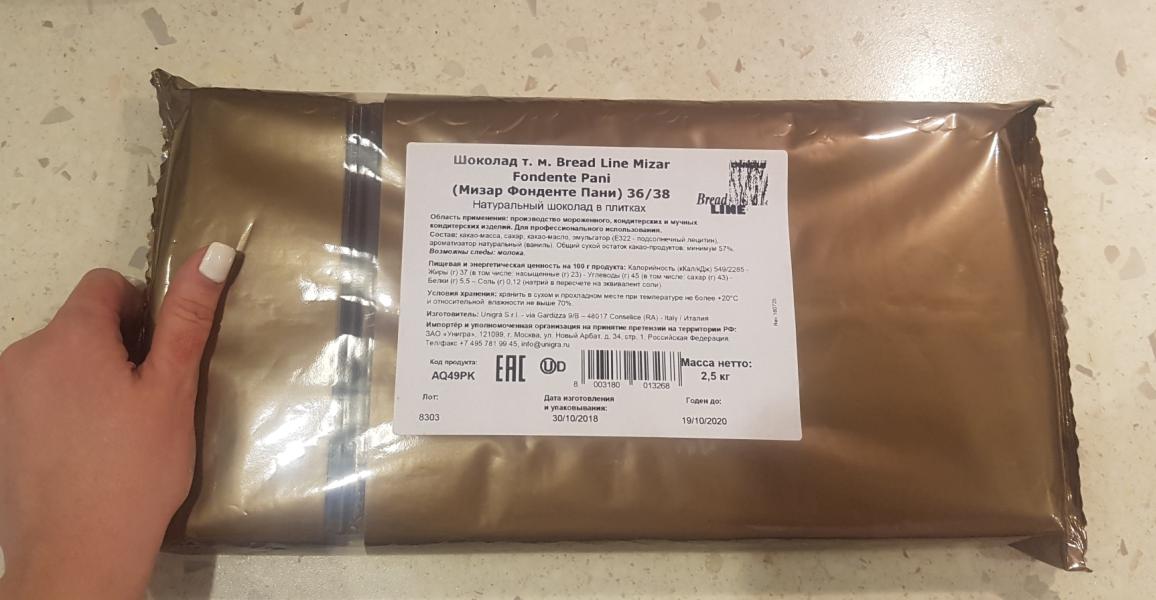 Шоколад т. м. Bread Line Mizar
Fondente Pani
(Мизар Фонденте Пани) 36/38
Натуральный шоколад в плитках
Bread
LINE
Область применения: производство мороженного, кондитерских и мучных
кондитерских изделий. Для профессионального использования.
Состав: какао-масса, сахар, какао-масло, эмульгатор (Е322 - подсолнечный лецитин),
ароматизатор натуральный (ваниль). Общий сухой остаток какао-продуктов: минимум 57%.
Возможны следы: молока.
Пищевая и энергетическая ценность на 100 г продукта: Калорийность (кКал/кДж) 549/2285 -
Жиры (г) 37 (в том числе: насыщенные (г) 23) - Углеводы (г) 45 (в том числе: сахар (г) 43) -
Белки (г) 5,5 – Соль (г) 0,12 (натрий в пересчете на эквивалент соли)
Условия хранения: хранить в сухом и прохладном месте при температуре не более +20°C
и относительной влажности не выше 70%.
Изготовитель: Unigrà S.r.l. - via Gardizza 9/B – 48017 Conselice (RA) - Italy / Италия
Импортёр и уполномоченная организация на принятие претензий на территории РФ:
ЗАО «Унигра», 121099, г. Москва, ул. Новый Арбат, д. 34, стр. 1, Российская Федерация.
Тел/факс +7 495 781 99 45, info@unigra.ru
Код продукта:
AQ49PK
EAC
UD
8 003180 013268
Масса нетто:
2,5 кг
Лот:
8303
Дата изготовления
и упаковывания:
30/10/2018
Годен до:
19/10/2020